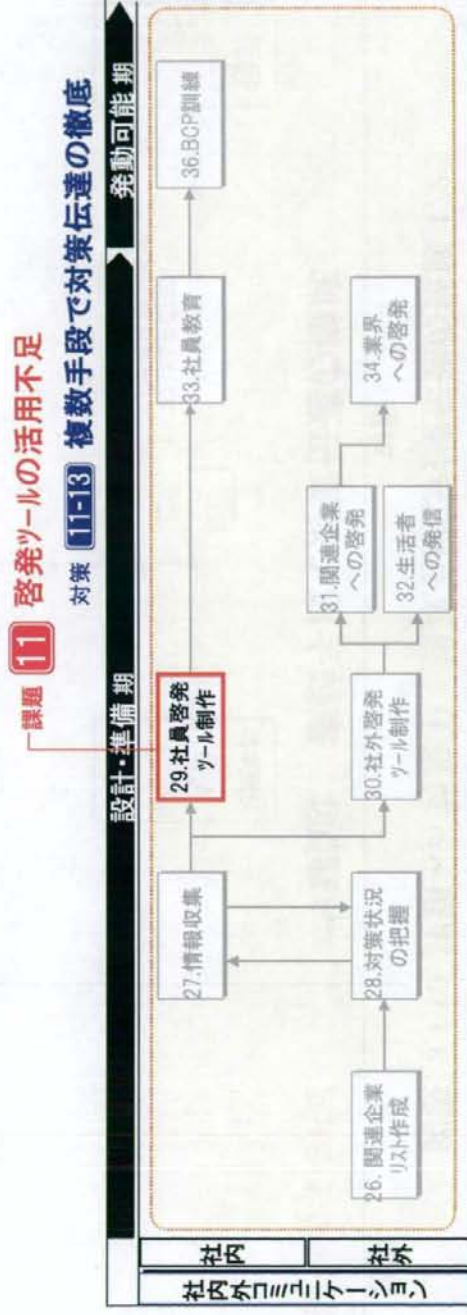 課題 11 啓発ツールの活用不足
対策 11-13 複数手段で対策伝達の徹底
設計・準備 期
発動可能 期
社内外コミュニケーション
社内
社外
26. 関連企業
リスト作成
27.情報収集
28.対策状況
の把握
29.社員啓発
ツール制作
30.社外啓発
ツール制作
31.関連企業
への啓発
32.生活者
への発信
33.社員教育
34.業界
への啓発
36.BCP訓練